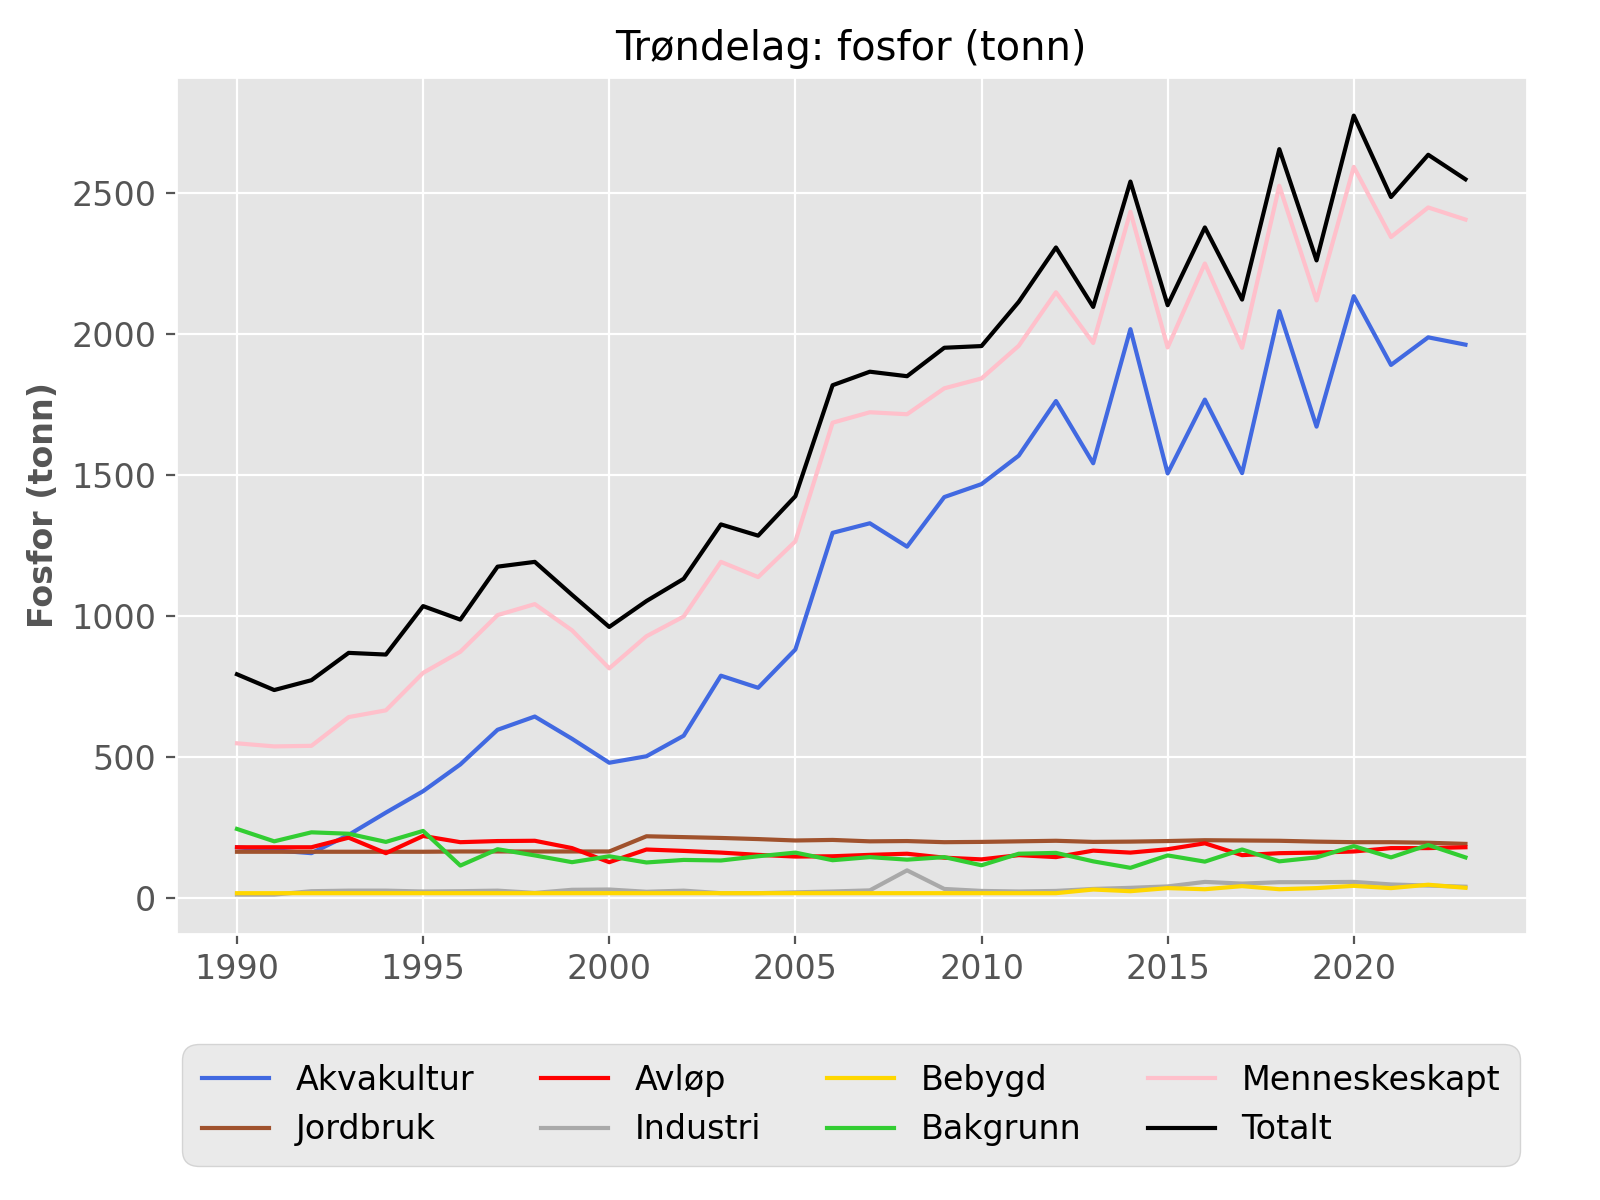 Trøndelag: fosfor (tonn)
Fosfor (tonn)
2500
2000
1500
1000
500
0
1990 1995 2000 2005 2010 2015 2020
Akvakultur Avløp Bebygd Menneskeskapt
Jordbruk Industri Bakgrunn Totalt